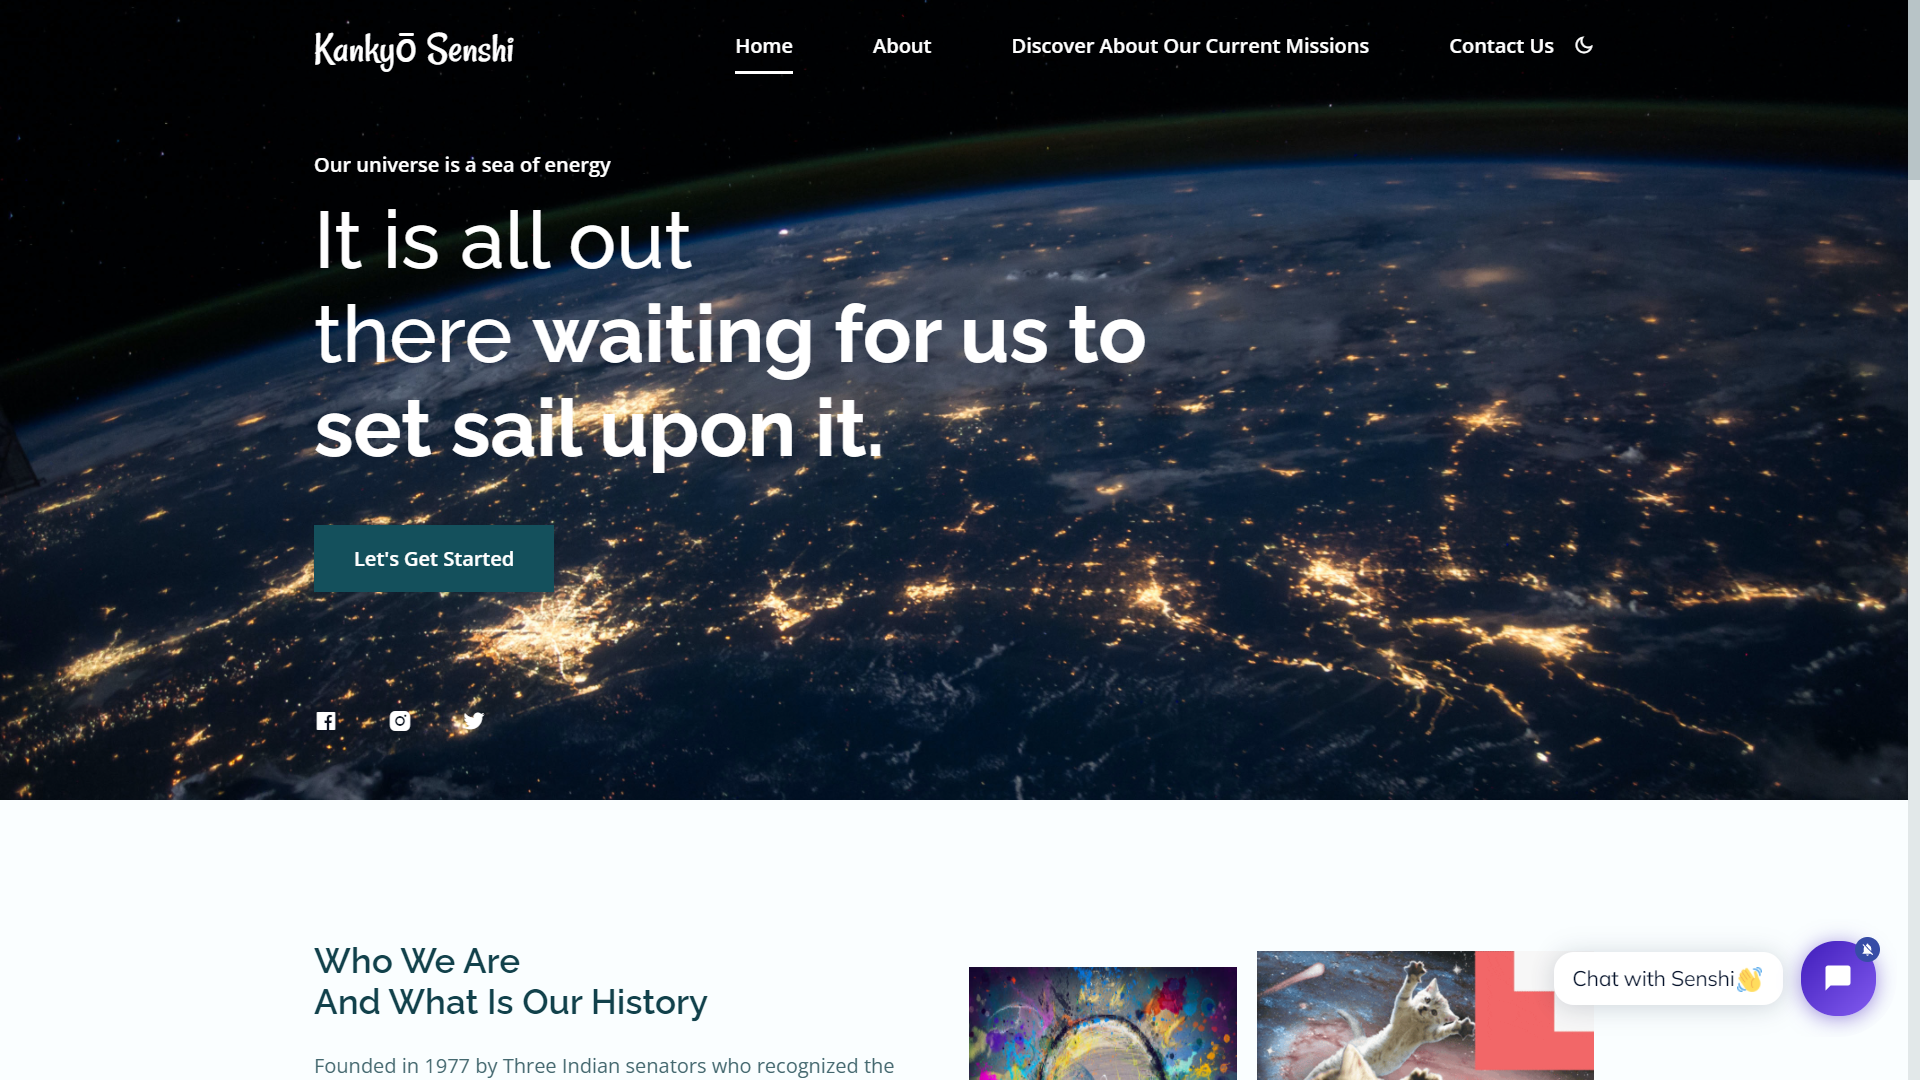 Kankyō Senshi
Home
About
Discover About Our Current Missions
Contact Us
Our universe is a sea of energy
It is all out
there waiting for us to
set sail upon it.
Let's Get Started
Who We Are
And What Is Our History
Founded in 1977 by Three Indian senators who recognized the
Chat with Senshi👋